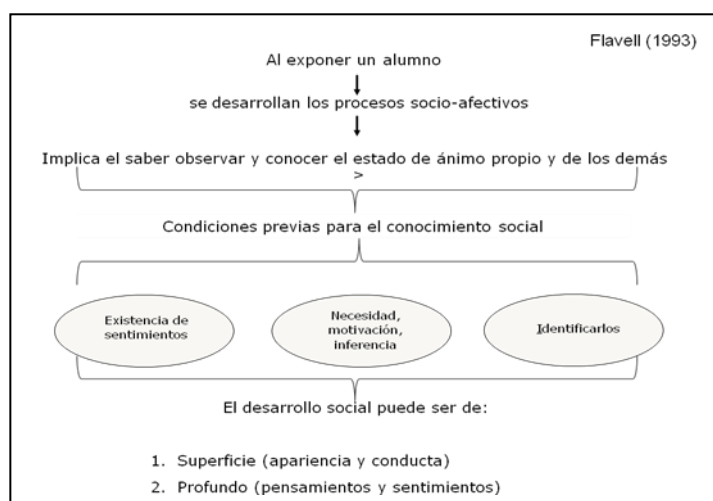 Flavell (1993)
Al exponer un alumno
se desarrollan los procesos socio-afectivos
Implica el saber observar y conocer el estado de ánimo propio y de los demás
>
Condiciones previas para el conocimiento social
Existencia de
sentimientos
Necesidad,
motivación,
inferencia
Identificarlos
El desarrollo social puede ser de:
1. Superficie (apariencia y conducta)
2. Profundo (pensamientos y sentimientos)